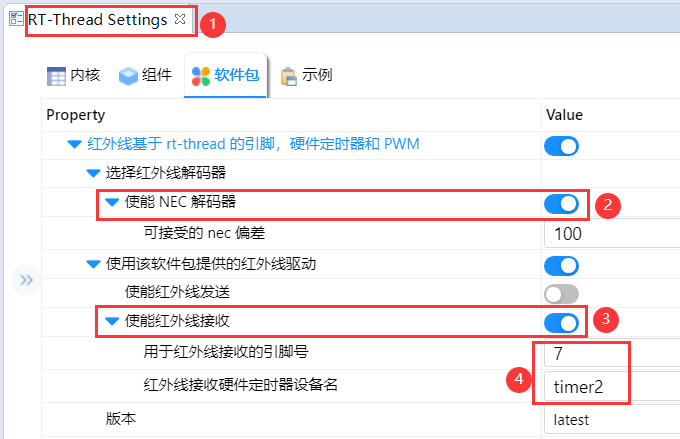 RT-Thread Settings
1
内核 组件 软件包 示例
Property Value
红外线基于 rt-thread 的引脚，硬件定时器和 PWM
选择红外线解码器
使能 NEC 解码器 2
可接受的 nec 偏差 100
使用该软件包提供的红外线驱动
使能红外线发送
使能红外线接收 3
用于红外线接收的引脚号 7
4
红外线接收硬件定时器设备名 timer2
版本 latest